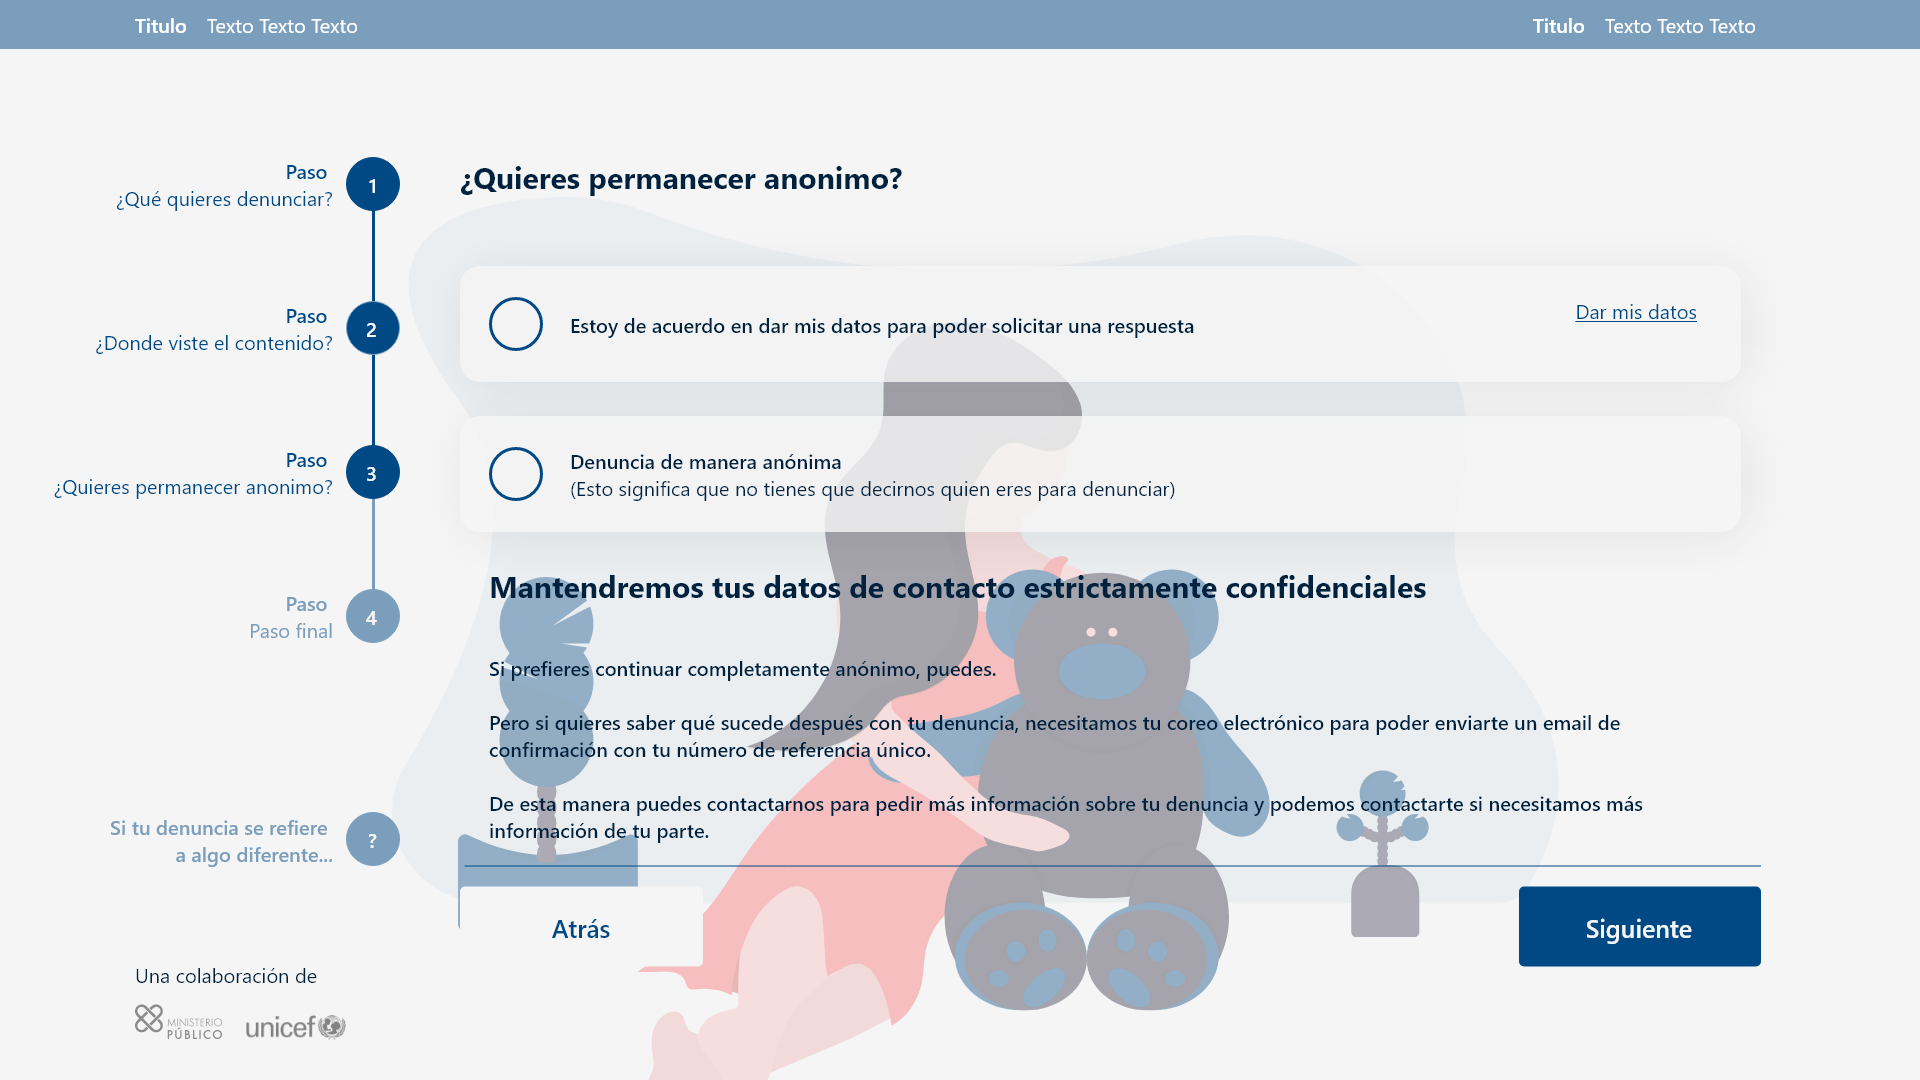 Titulo Texto Texto Texto
Titulo Texto Texto Texto
Paso
¿Qué quieres denunciar?
1
Paso
¿Donde viste el contenido?
2
Paso
¿Quieres permanecer anonimo?
3
Paso
Paso final
4
Si tu denuncia se refiere
a algo diferente...
?
¿Quieres permanecer anonimo?
Estoy de acuerdo en dar mis datos para poder solicitar una respuesta
Dar mis datos
Denuncia de manera anónima
(Esto significa que no tienes que decirnos quien eres para denunciar)
Mantendremos tus datos de contacto estrictamente confidenciales
Si prefieres continuar completamente anónimo, puedes.
Pero si quieres saber qué sucede después con tu denuncia, necesitamos tu coreo electrónico para poder enviarte un email de
confirmación con tu número de referencia único.
De esta manera puedes contactarnos para pedir más información sobre tu denuncia y podemos contactarte si necesitamos más
información de tu parte.
Atrás
Siguiente
Una colaboración de
MINISTERIO
PÚBLICO
unicef